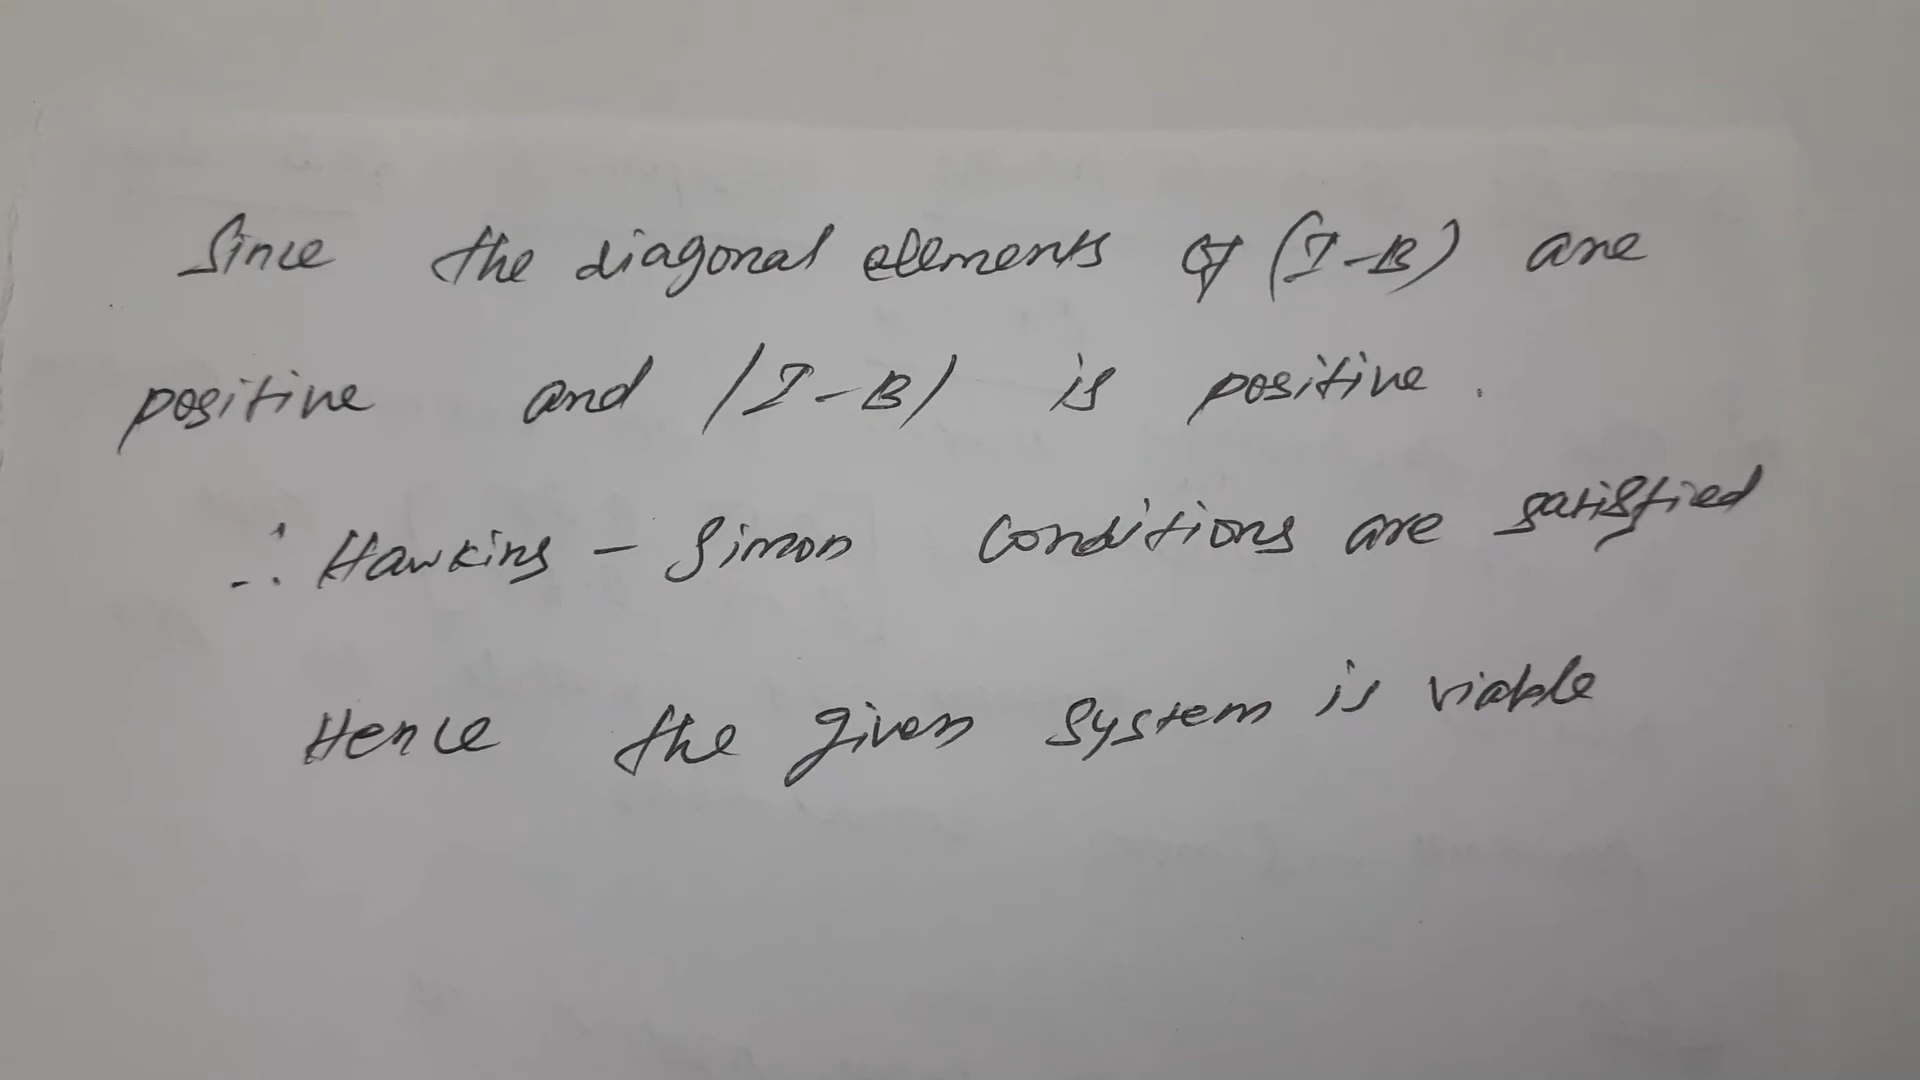 Since the diagonal elements of (I-B) are
positive and |I-B| is positive.
∴ Hawkins - Simon conditions are satisfied
Hence the given system is viable